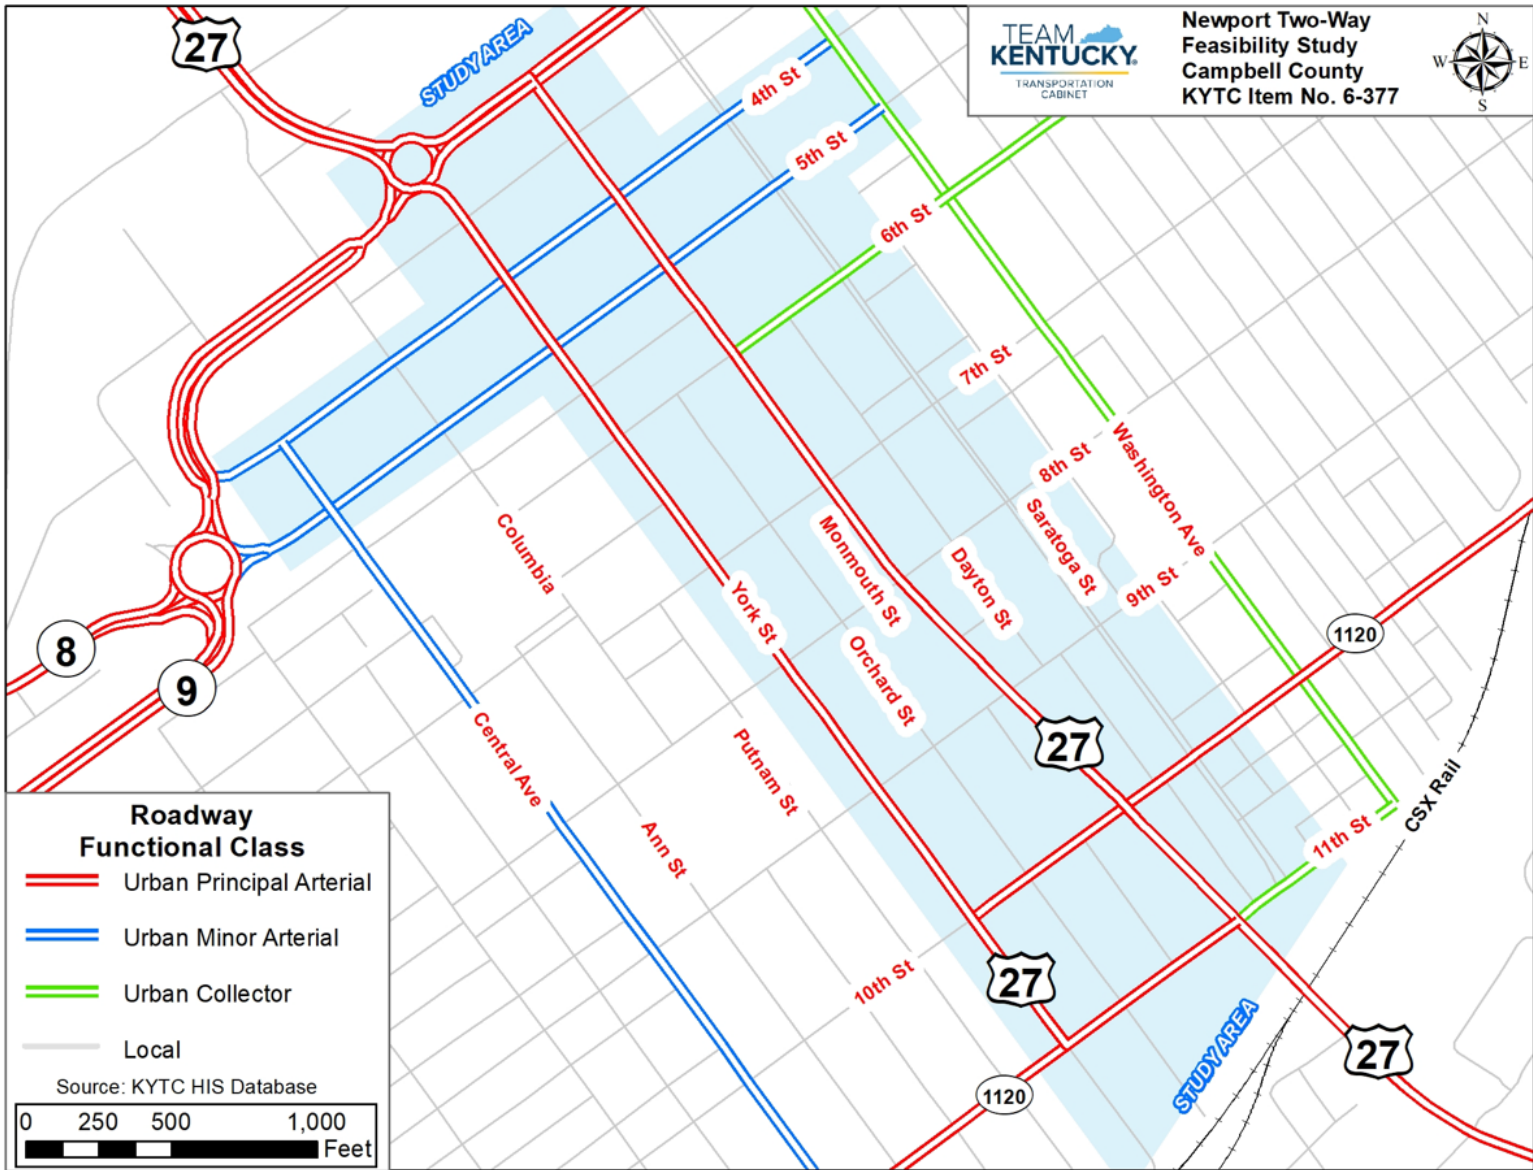 27
STUDY AREA
TEAM
KENTUCKY®
TRANSPORTATION
CABINET
Newport Two-Way
Feasibility Study
Campbell County
KYTC Item No. 6-377
N
W
E
S
4th St
5th St
6th St
7th St
8th St
Washington Ave
Saratoga St
9th St
Columbia
Monmouth St
Dayton St
York St
Orchard St
1120
8
9
Central Ave
Putnam St
27
CSX Rail
11th St
Ann St
10th St
27
STUDY AREA
27
1120
Roadway
Functional Class
Urban Principal Arterial
Urban Minor Arterial
Urban Collector
Local
Source: KYTC HIS Database
0 250 500 1,000
Feet